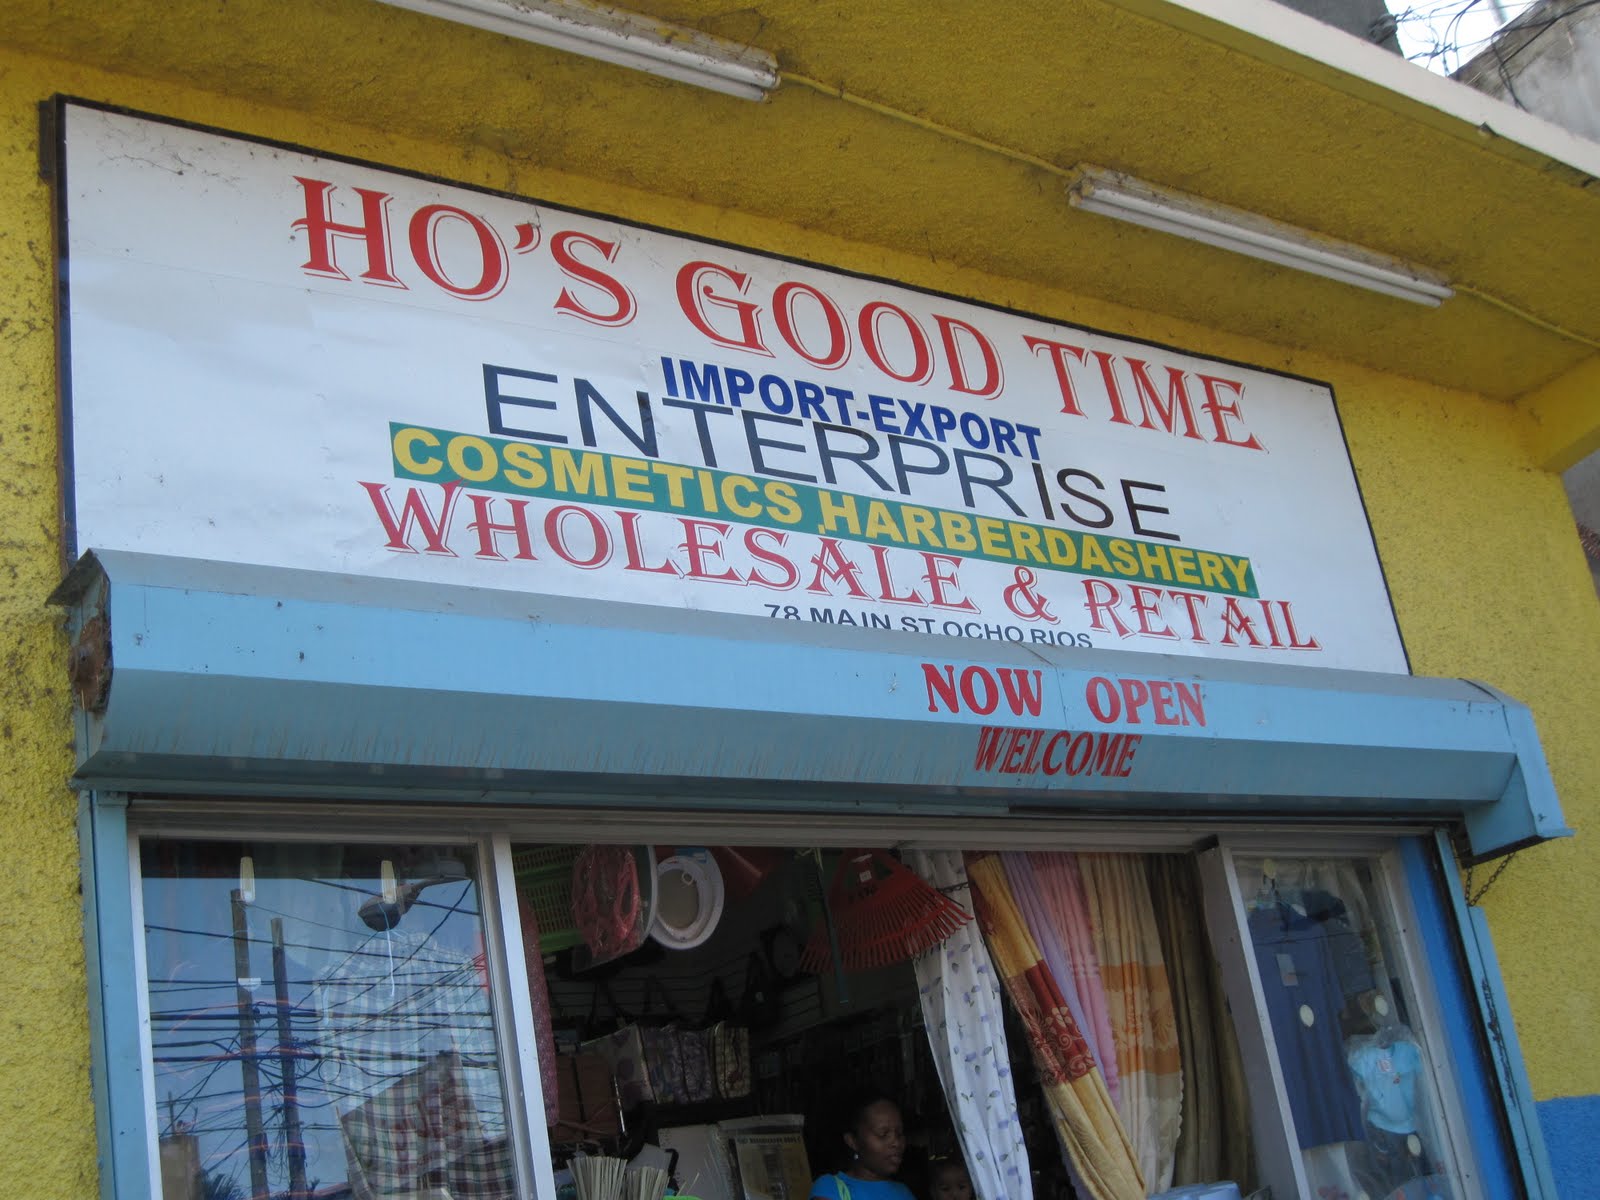 HO'S GOOD TIME
IMPORT-EXPORT
ENTERPRISE
COSMETICS ,HARBERDASHERY
WHOLESALE & RETAIL
78 MAIN ST OCHO RIOS
NOW OPEN
WELCOME